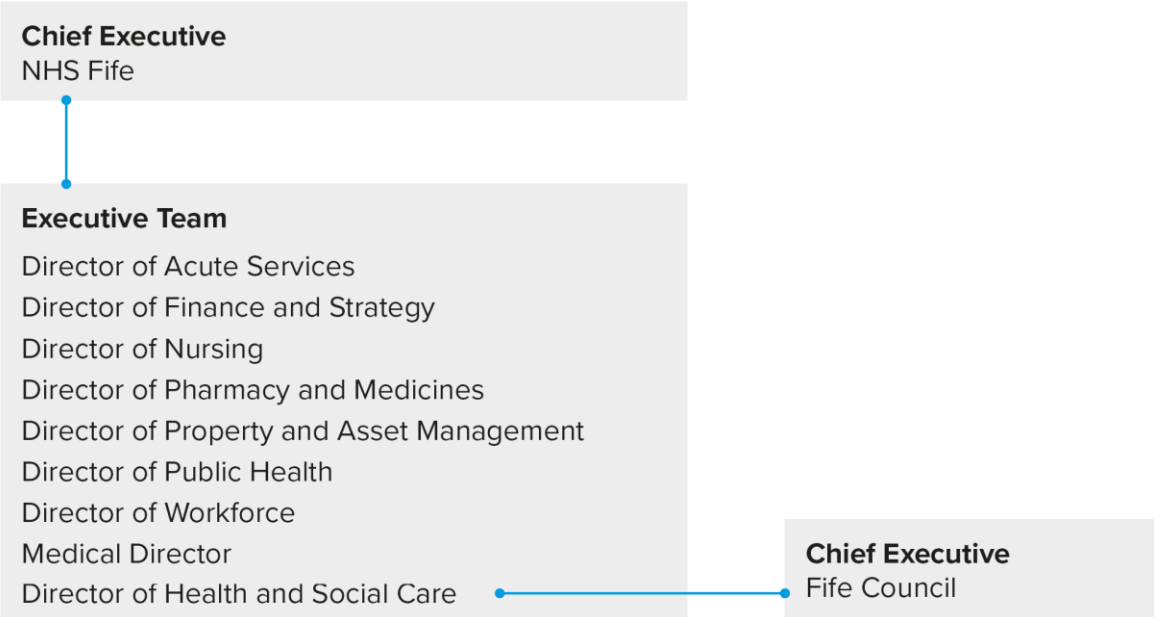 Chief Executive
NHS Fife
Executive Team
Director of Acute Services
Director of Finance and Strategy
Director of Nursing
Director of Pharmacy and Medicines
Director of Property and Asset Management
Director of Public Health
Director of Workforce
Medical Director
Director of Health and Social Care
Chief Executive
Fife Council